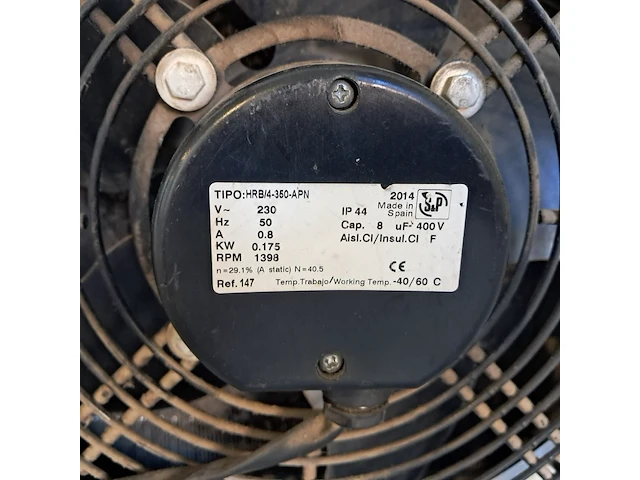 TIPO: HRB/4-350-APN
2014
Made in
Spain
S&P
V~ 230
IP 44
Hz 50
Cap. 8 uF 400 V
A 0.8
Aisl.Cl/Insul.Cl F
KW 0.175
RPM 1398
n=29.1% (A static) N=40.5
CE
Ref. 147
Temp.Trabajo/Working Temp. -40/60 C